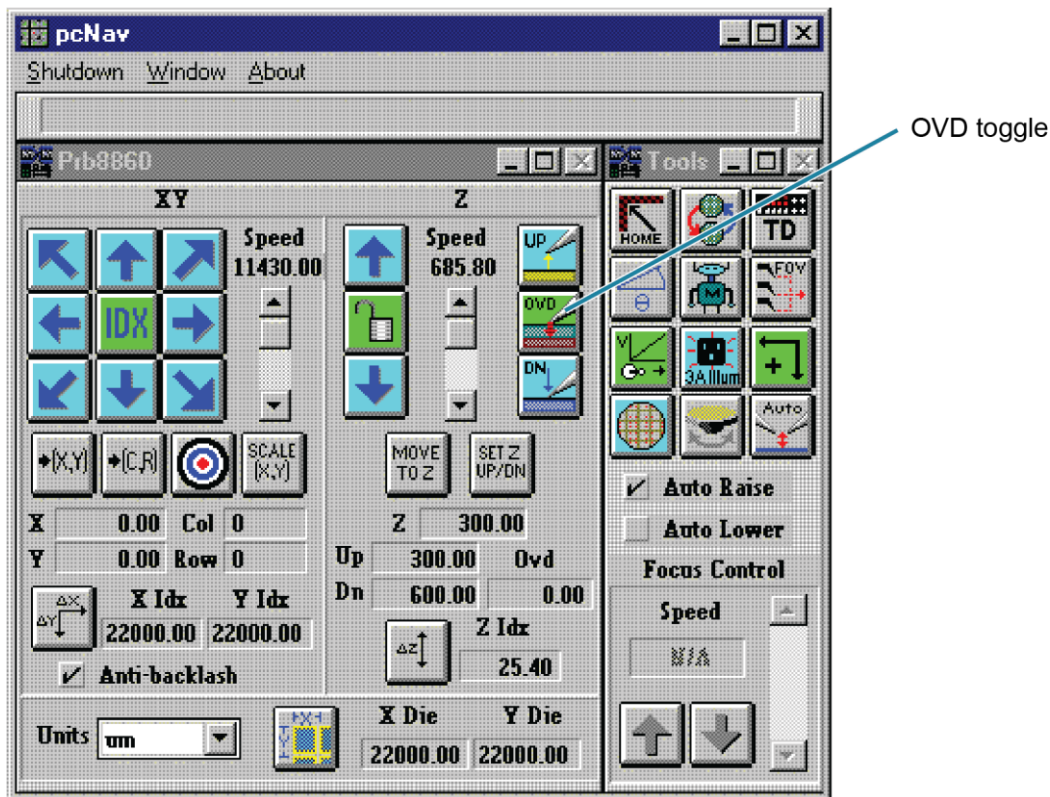 pcNav
Shutdown Window About
OVD toggle
Prb8860
XY Z
Speed
11430.00
IDX
Speed
685.80
UP
OVD
DN
→(X,Y)
→(C,R)
SCALE
(X,Y)
MOVE
TO Z
SET Z
UP/DN
X 0.00 Col 0
Y 0.00 Row 0
Z 300.00
Up 300.00 Ovd
Dn 600.00 0.00
ΔX
ΔY
X Idx Y Idx
22000.00 22000.00
ΔZ
Z Idx
25.40
Anti-backlash
Units um
X
Y
X Die Y Die
22000.00 22000.00
Tools
HOME
TD
θ
M
FOV
V
3A Illum
+
Auto
Auto Raise
Auto Lower
Focus Control
Speed
N/A